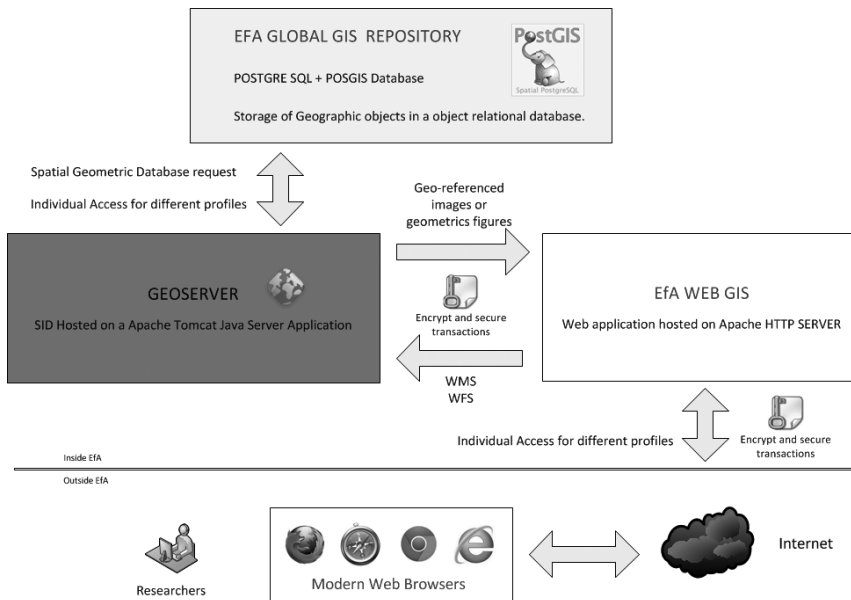 EFA GLOBAL GIS REPOSITORY
PostGIS
POSTGRE SQL + POSGIS Database
Spatial PostgreSQL
Storage of Geographic objects in a object relational database.
Spatial Geometric Database request
Individual Access for different profiles
Geo-referenced
images or
geometrics figures
GEOSERVER
SID Hosted on a Apache Tomcat Java Server Application
Encrypt and secure
transactions
EfA WEB GIS
Web application hosted on Apache HTTP SERVER
WMS
WFS
Individual Access for different profiles
Encrypt and secure
transactions
Inside EfA
Outside EfA
Researchers
Modern Web Browsers
Internet